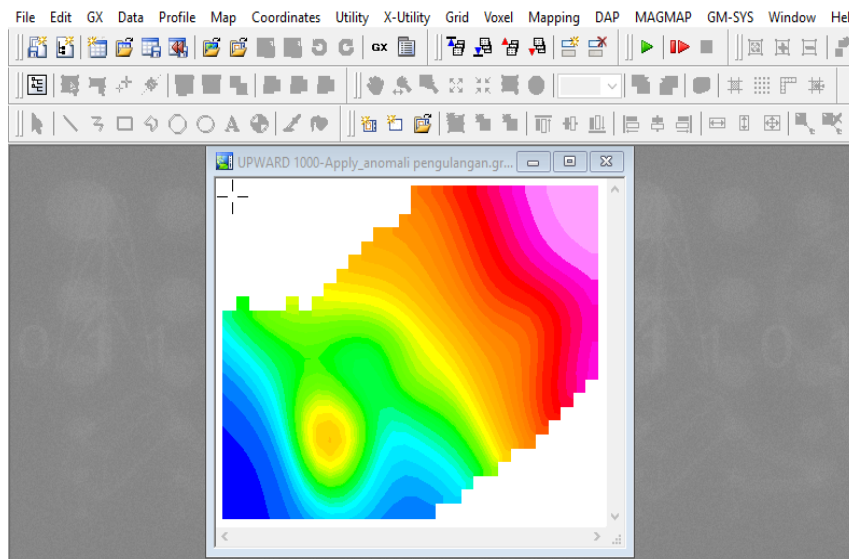 File Edit GX Data Profile Map Coordinates Utility X-Utility Grid Voxel Mapping DAP MAGMAP GM-SYS Window Hel
GX
A
UPWARD 1000-Apply_anomali pengulangan.gr...